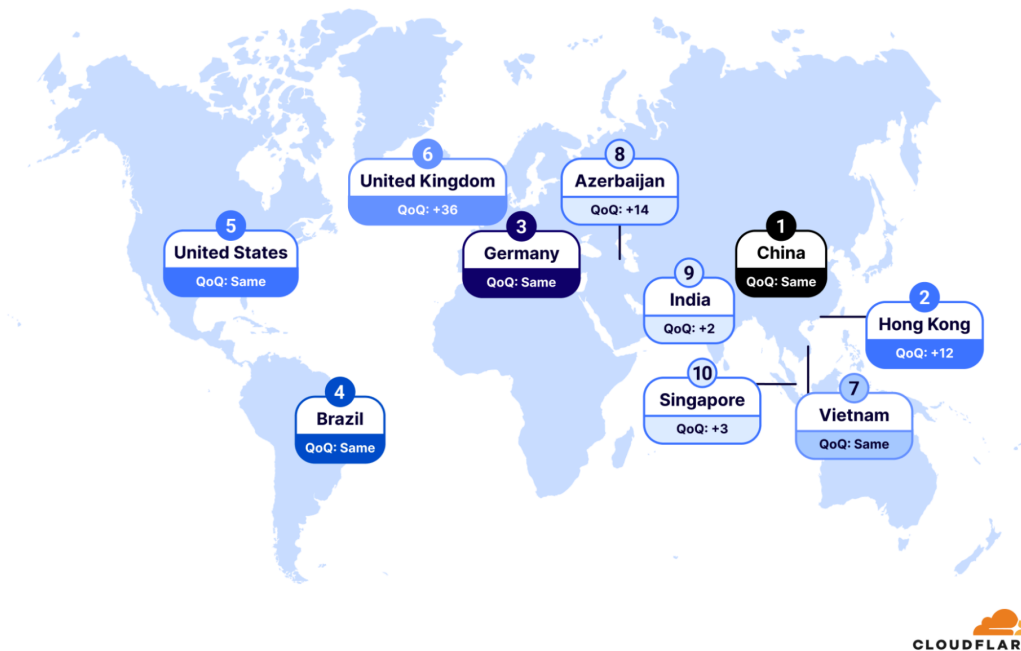 6
United Kingdom
QoQ: +36
8
Azerbaijan
QoQ: +14
5
United States
QoQ: Same
3
Germany
QoQ: Same
1
China
QoQ: Same
9
India
QoQ: +2
2
Hong Kong
QoQ: +12
10
Singapore
QoQ: +3
4
Brazil
QoQ: Same
7
Vietnam
QoQ: Same
CLOUDFLAR